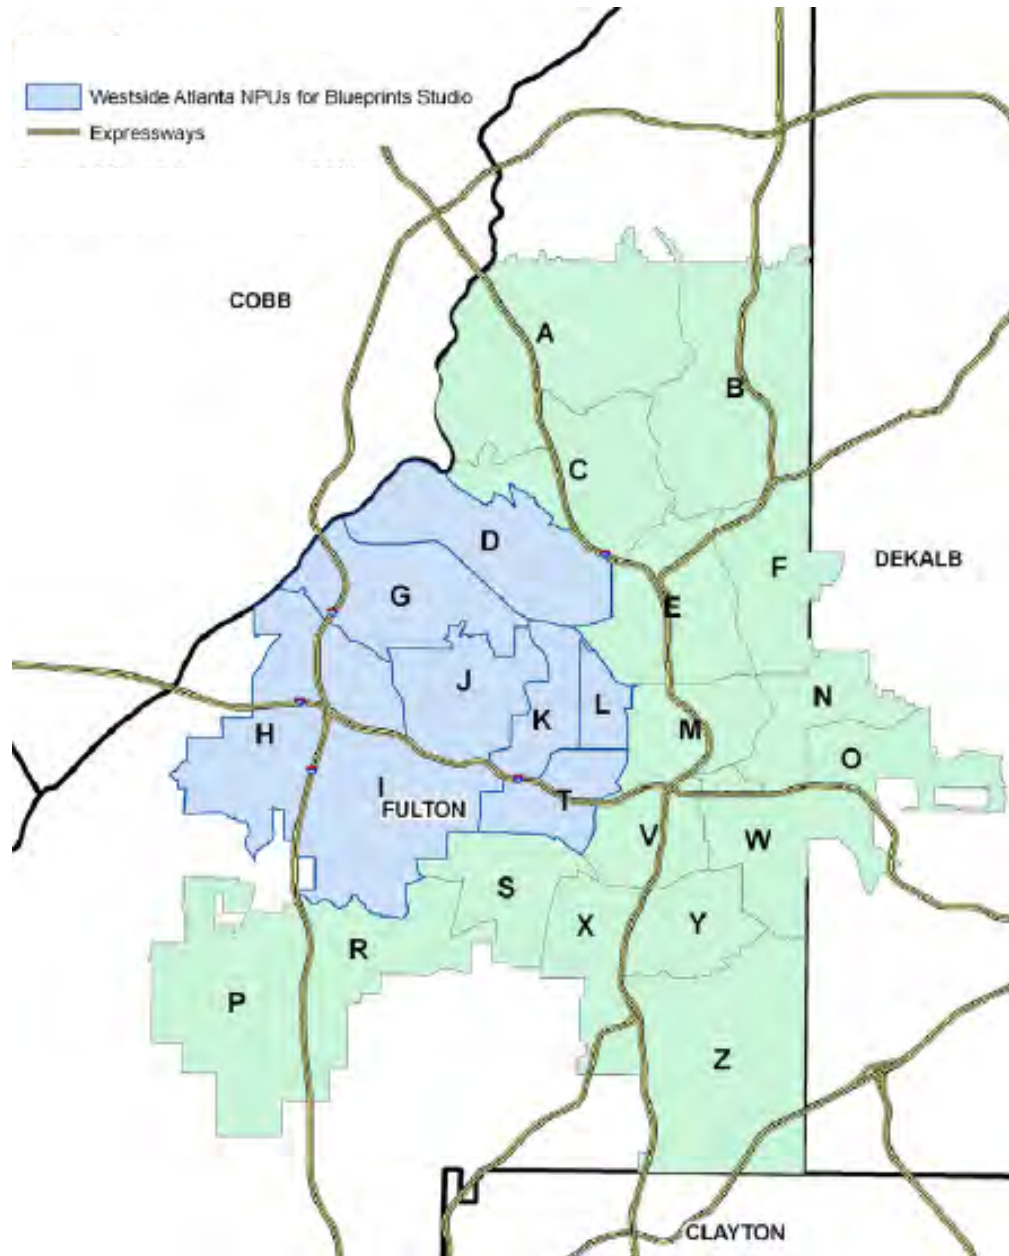 Westside Atlanta NPUs for Blueprints Studio
Expressways
COBB
A
B
C
D
F
DEKALB
G
E
J
N
L
K
M
H
O
I
T
FULTON
V
W
S
X
Y
R
P
Z
CLAYTON